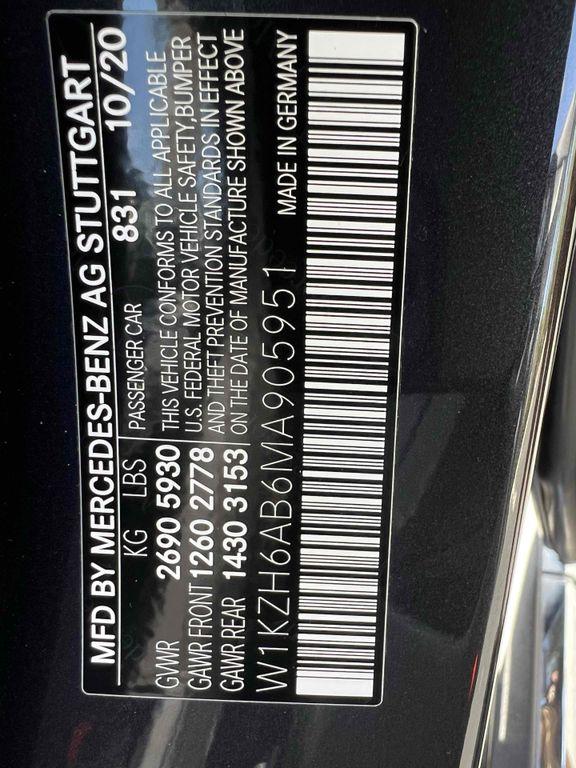 MFD BY MERCEDES-BENZ AG STUTTGART
831 10/20
KG LBS PASSENGER CAR
GVWR 2690 5930 THIS VEHICLE CONFORMS TO ALL APPLICABLE
GAWR FRONT 1260 2778 U.S. FEDERAL MOTOR VEHICLE SAFETY,BUMPER
GAWR REAR 1430 3153 AND THEFT PREVENTION STANDARDS IN EFFECT
ON THE DATE OF MANUFACTURE SHOWN ABOVE
W1KZH6AB6MA905951 MADE IN GERMANY